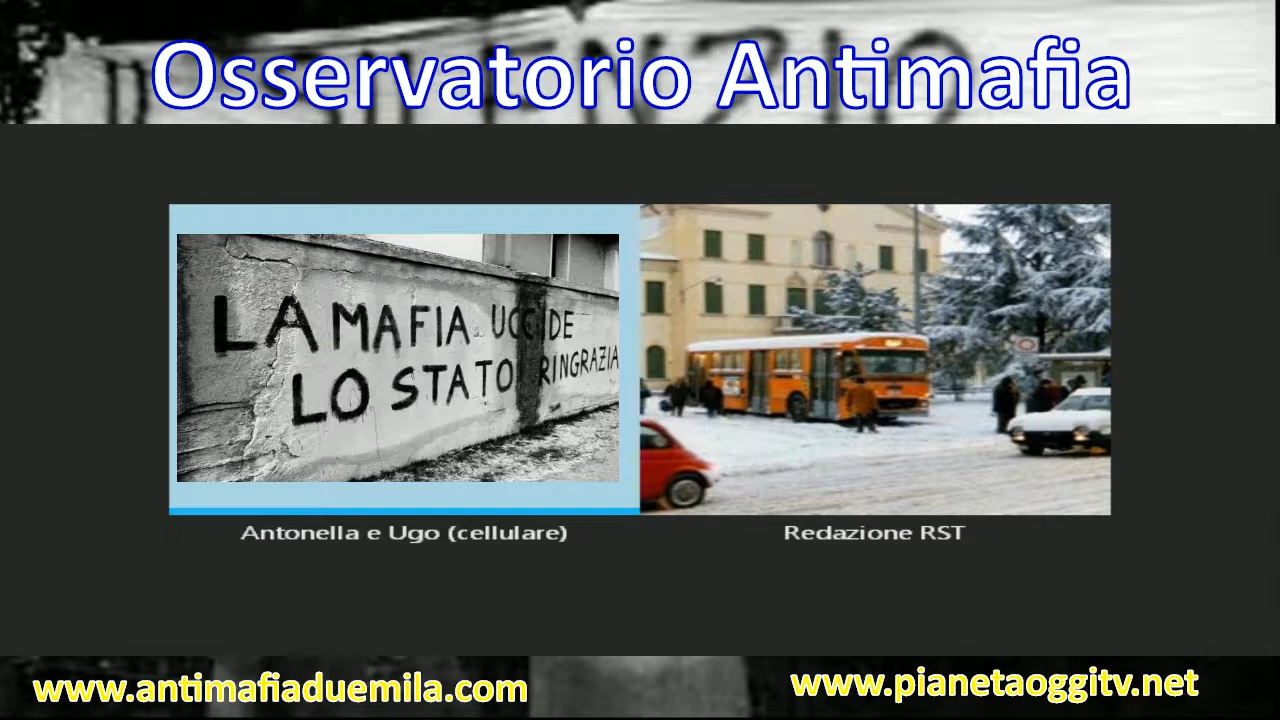 Osservatorio Antimafia
LA MAFIA UCCIDE
LO STATO RINGRAZIA
Antonella e Ugo (cellulare)
Redazione RST
www.antimafiaduemila.com
www.pianetaoggitv.net